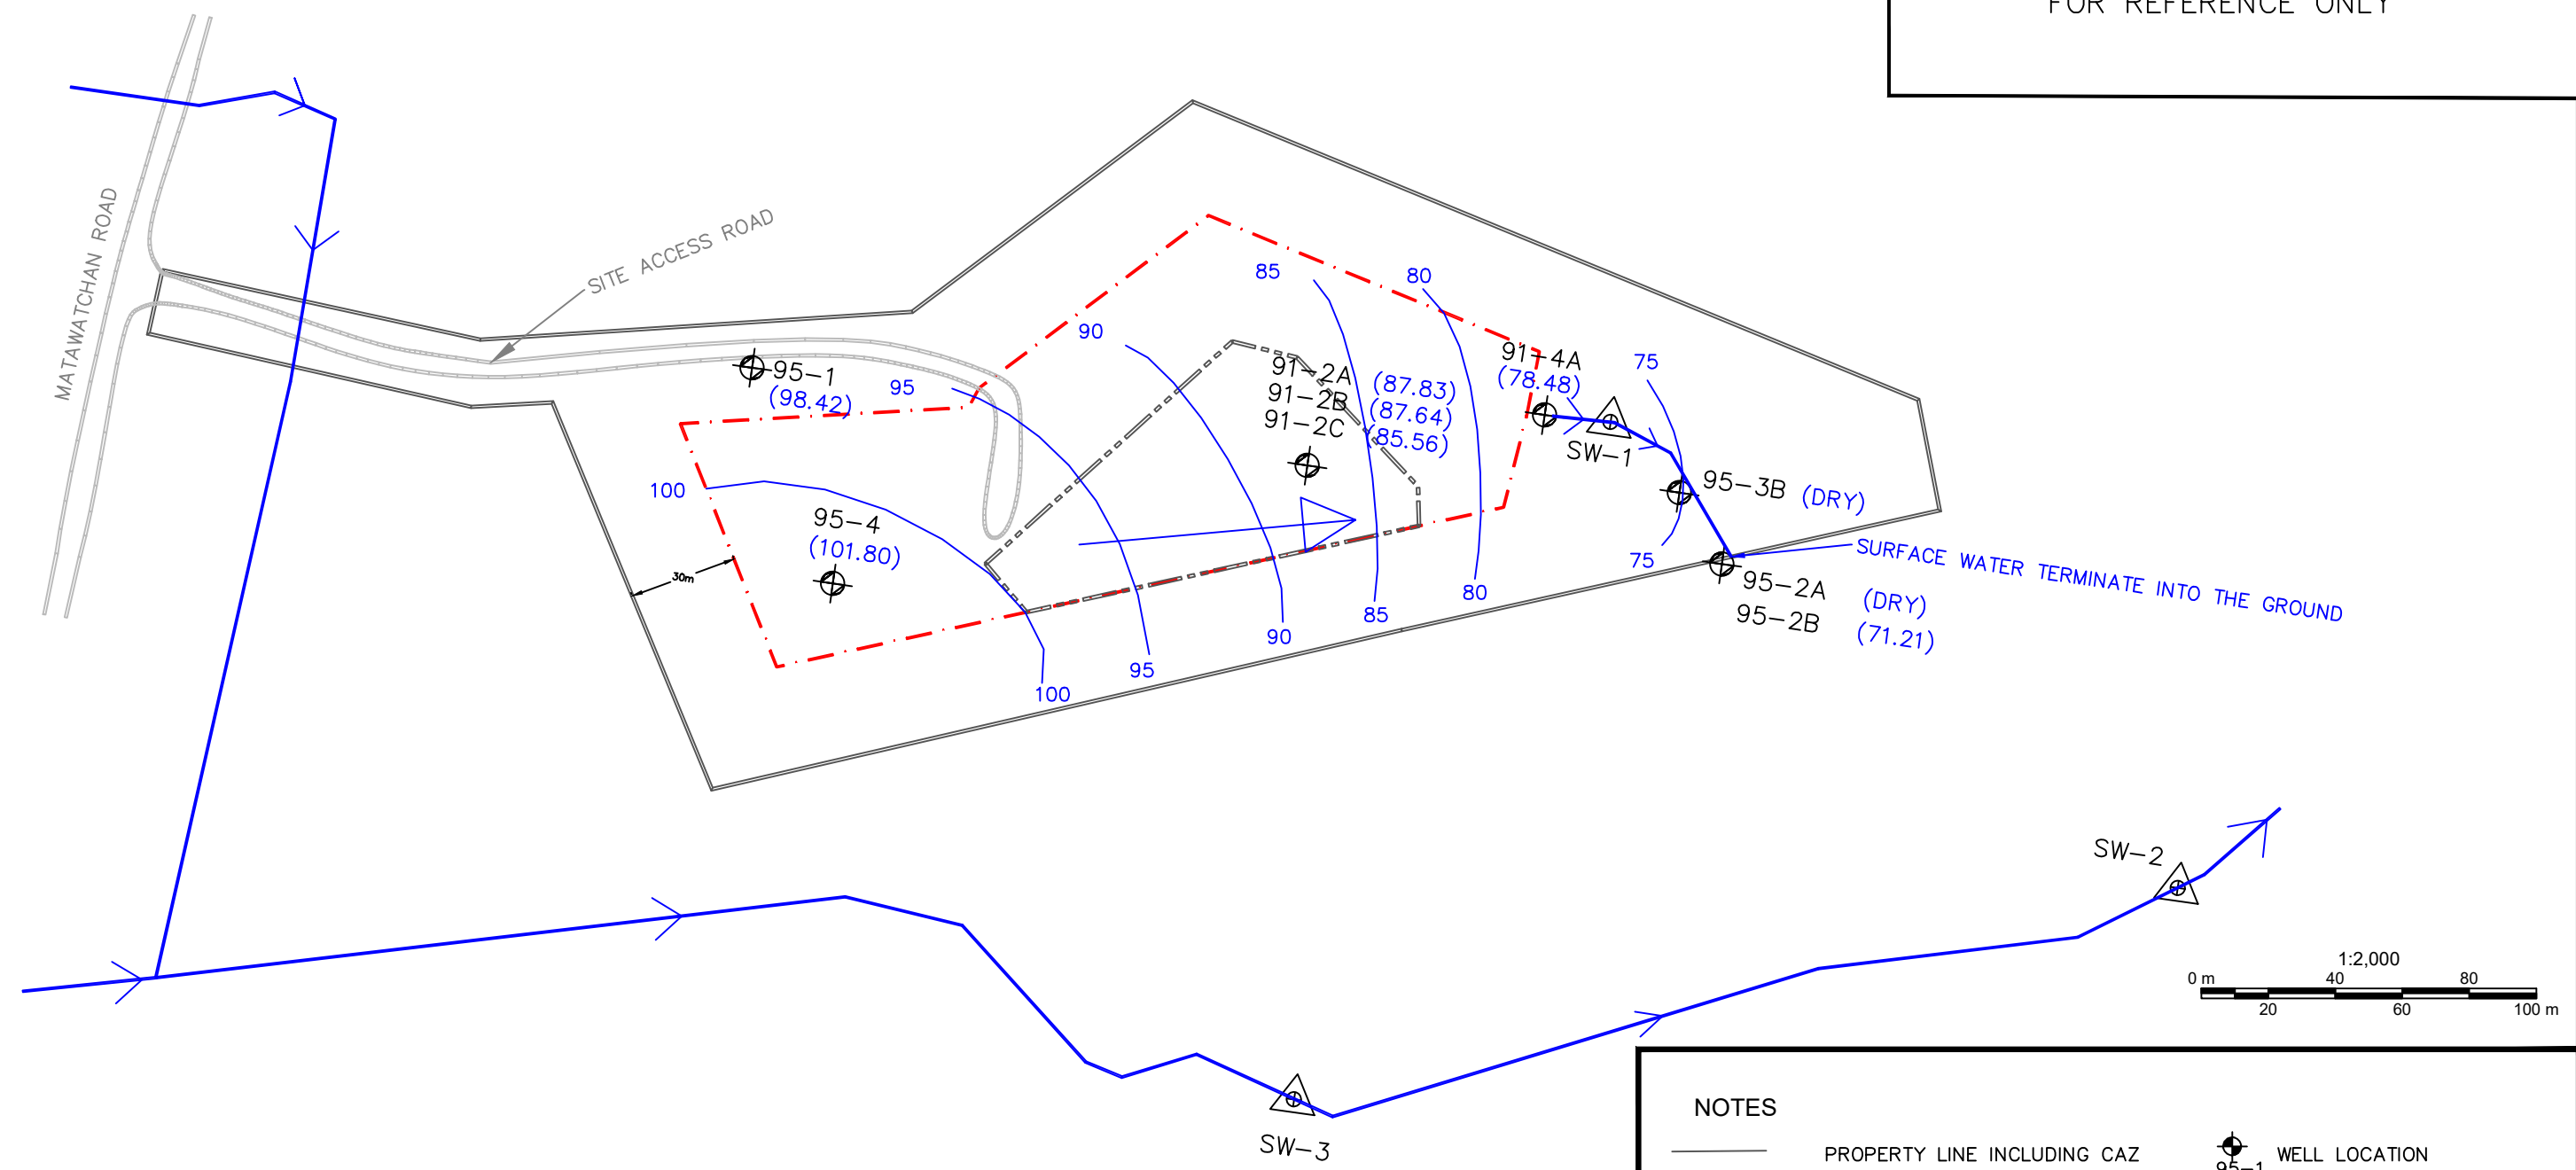 FOR REFERENCE ONLY
MATAWATCHAN ROAD
SITE ACCESS ROAD
95-1
(98.42)
95
90
85
80
91-4A
(78.48)
75
91-2A (87.83)
91-2B (87.64)
91-2C (85.56)
SW-1
100
95-4
(101.80)
30m
95-3B (DRY)
75
SURFACE WATER TERMINATE INTO THE GROUND
95-2A (DRY)
95-2B (71.21)
80
85
90
95
100
SW-2
SW-3
1:2,000
0 m 40 80
20 60 100 m
NOTES
PROPERTY LINE INCLUDING CAZ
WELL LOCATION
95-1